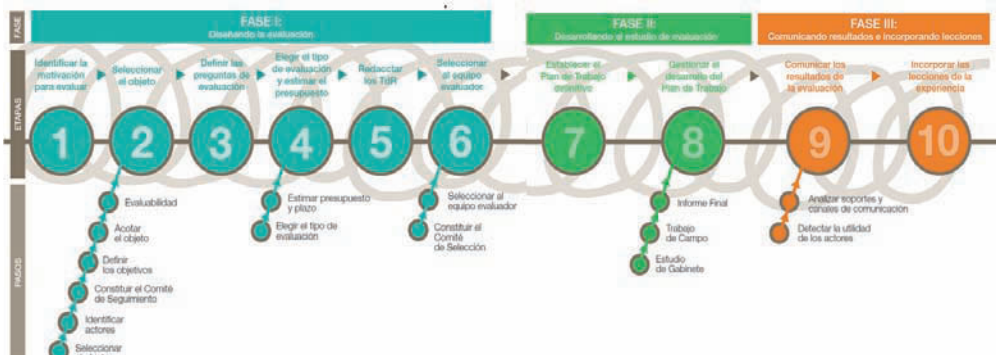 FASE
FASE I:
Diseñando la evaluación
FASE II:
Desarrollando el estudio de evaluación
FASE III:
Comunicando resultados e incorporando lecciones
ETAPAS
Identificar la
motivación
para evaluar
Seleccionar
el objeto
Definir las
preguntas de
evaluación
Elegir el tipo
de evaluación
y estimar el
presupuesto
Redacctar
los TdR
Seleccionar
al equipo
evaluador
Establecer el
Plan de Trabajo
definitivo
Gestionar el
desarrollo del
Plan de Trabajo
Comunicar los
resultados de
la evaluación
Incorporar las
lecciones de la
experiencia
1
2
3
4
5
6
7
8
9
10
PASOS
Evaluabilidad
Acotar
el objeto
Definir
los objetivos
Constituir el Comité
de Seguimiento
Identificar
actores
Seleccionar
Estimar presupuesto
y plazo
Elegir el tipo de
evaluación
Seleccionar al
equipo evaluador
Constituir el
Comité
de Selección
Informe Final
Trabajo
de Campo
Estudio
de Gabinete
Analizar soportes y
canales de comunicación
Detectar la utilidad
de los actores